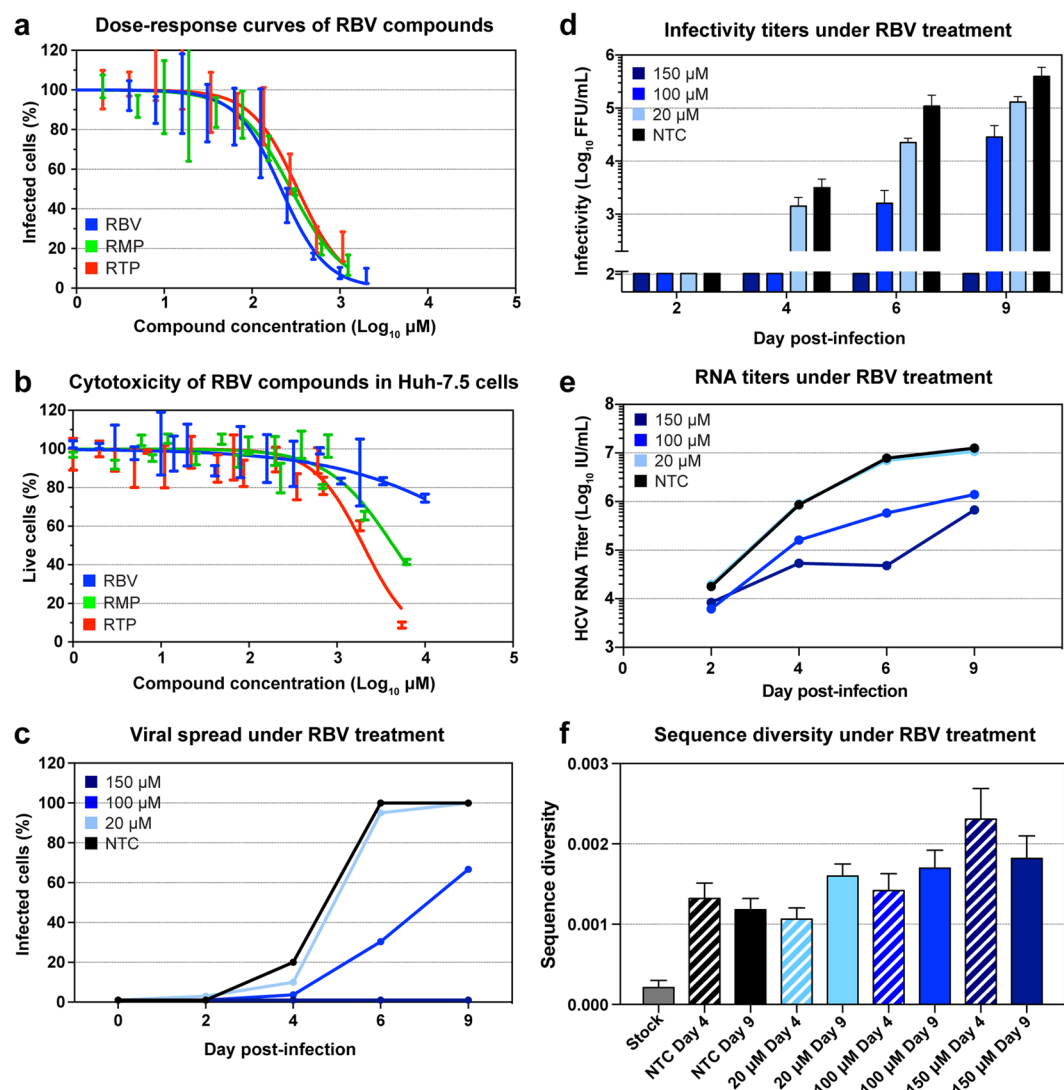 a Dose-response curves of RBV compounds
120
100
80
60
40
20
0
Infected cells (%)
RBV
RMP
RTP
0 1 2 3 4 5
Compound concentration (Log10 µM)
b Cytotoxicity of RBV compounds in Huh-7.5 cells
120
100
80
60
40
20
0
Live cells (%)
RBV
RMP
RTP
0 1 2 3 4 5
Compound concentration (Log10 µM)
c Viral spread under RBV treatment
120
100
80
60
40
20
0
Infected cells (%)
150 µM
100 µM
20 µM
NTC
0 2 4 6 9
Day post-infection
d Infectivity titers under RBV treatment
6
5
4
3
2
Infectivity (Log10 FFU/mL)
150 µM
100 µM
20 µM
NTC
2 4 6 9
Day post-infection
e RNA titers under RBV treatment
8
7
6
5
4
3
HCV RNA Titer (Log10 IU/mL)
150 µM
100 µM
20 µM
NTC
0 2 4 6 9
Day post-infection
f Sequence diversity under RBV treatment
0.003
0.002
0.001
0.000
Sequence diversity
Stock
NTC Day 4
NTC Day 9
20 µM Day 4
20 µM Day 9
100 µM Day 4
100 µM Day 9
150 µM Day 4
150 µM Day 9